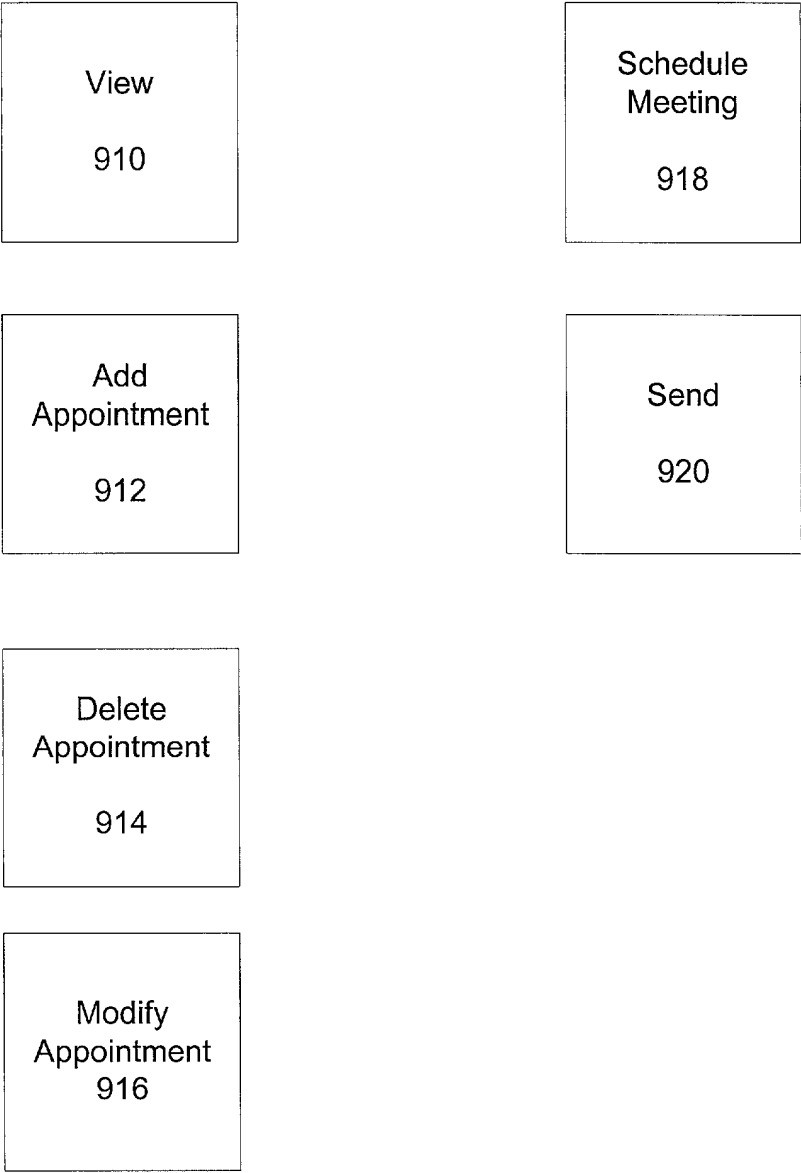 View
910
Schedule
Meeting
918
Add
Appointment
912
Send
920
Delete
Appointment
914
Modify
Appointment
916